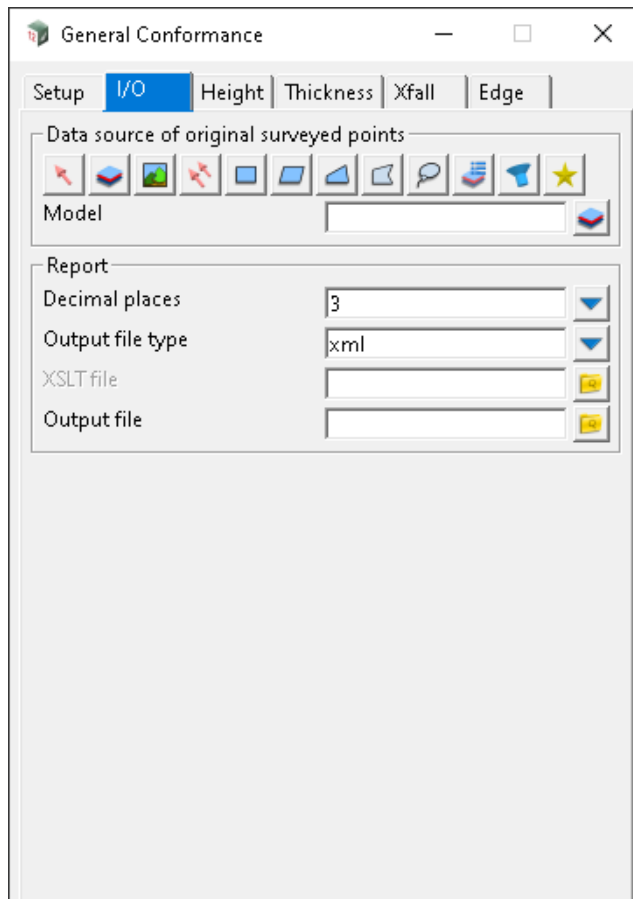 General Conformance
Setup I/O Height Thickness Xfall Edge
Data source of original surveyed points
Model
Report
Decimal places 3
Output file type xml
XSLT file
Output file